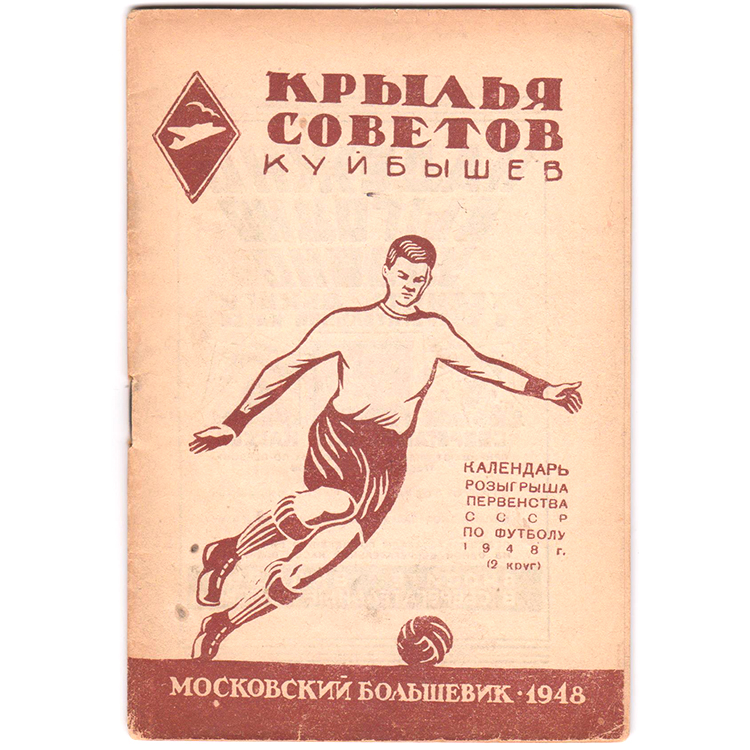 КРЫЛЬЯ
СОВЕТОВ
КУЙБЫШЕВ
КАЛЕНДАРЬ
РОЗЫГРЫША
ПЕРВЕНСТВА
СССР
ПО ФУТБОЛУ
1948 г.
(2 круг)
МОСКОВСКИЙ БОЛЬШЕВИК · 1948